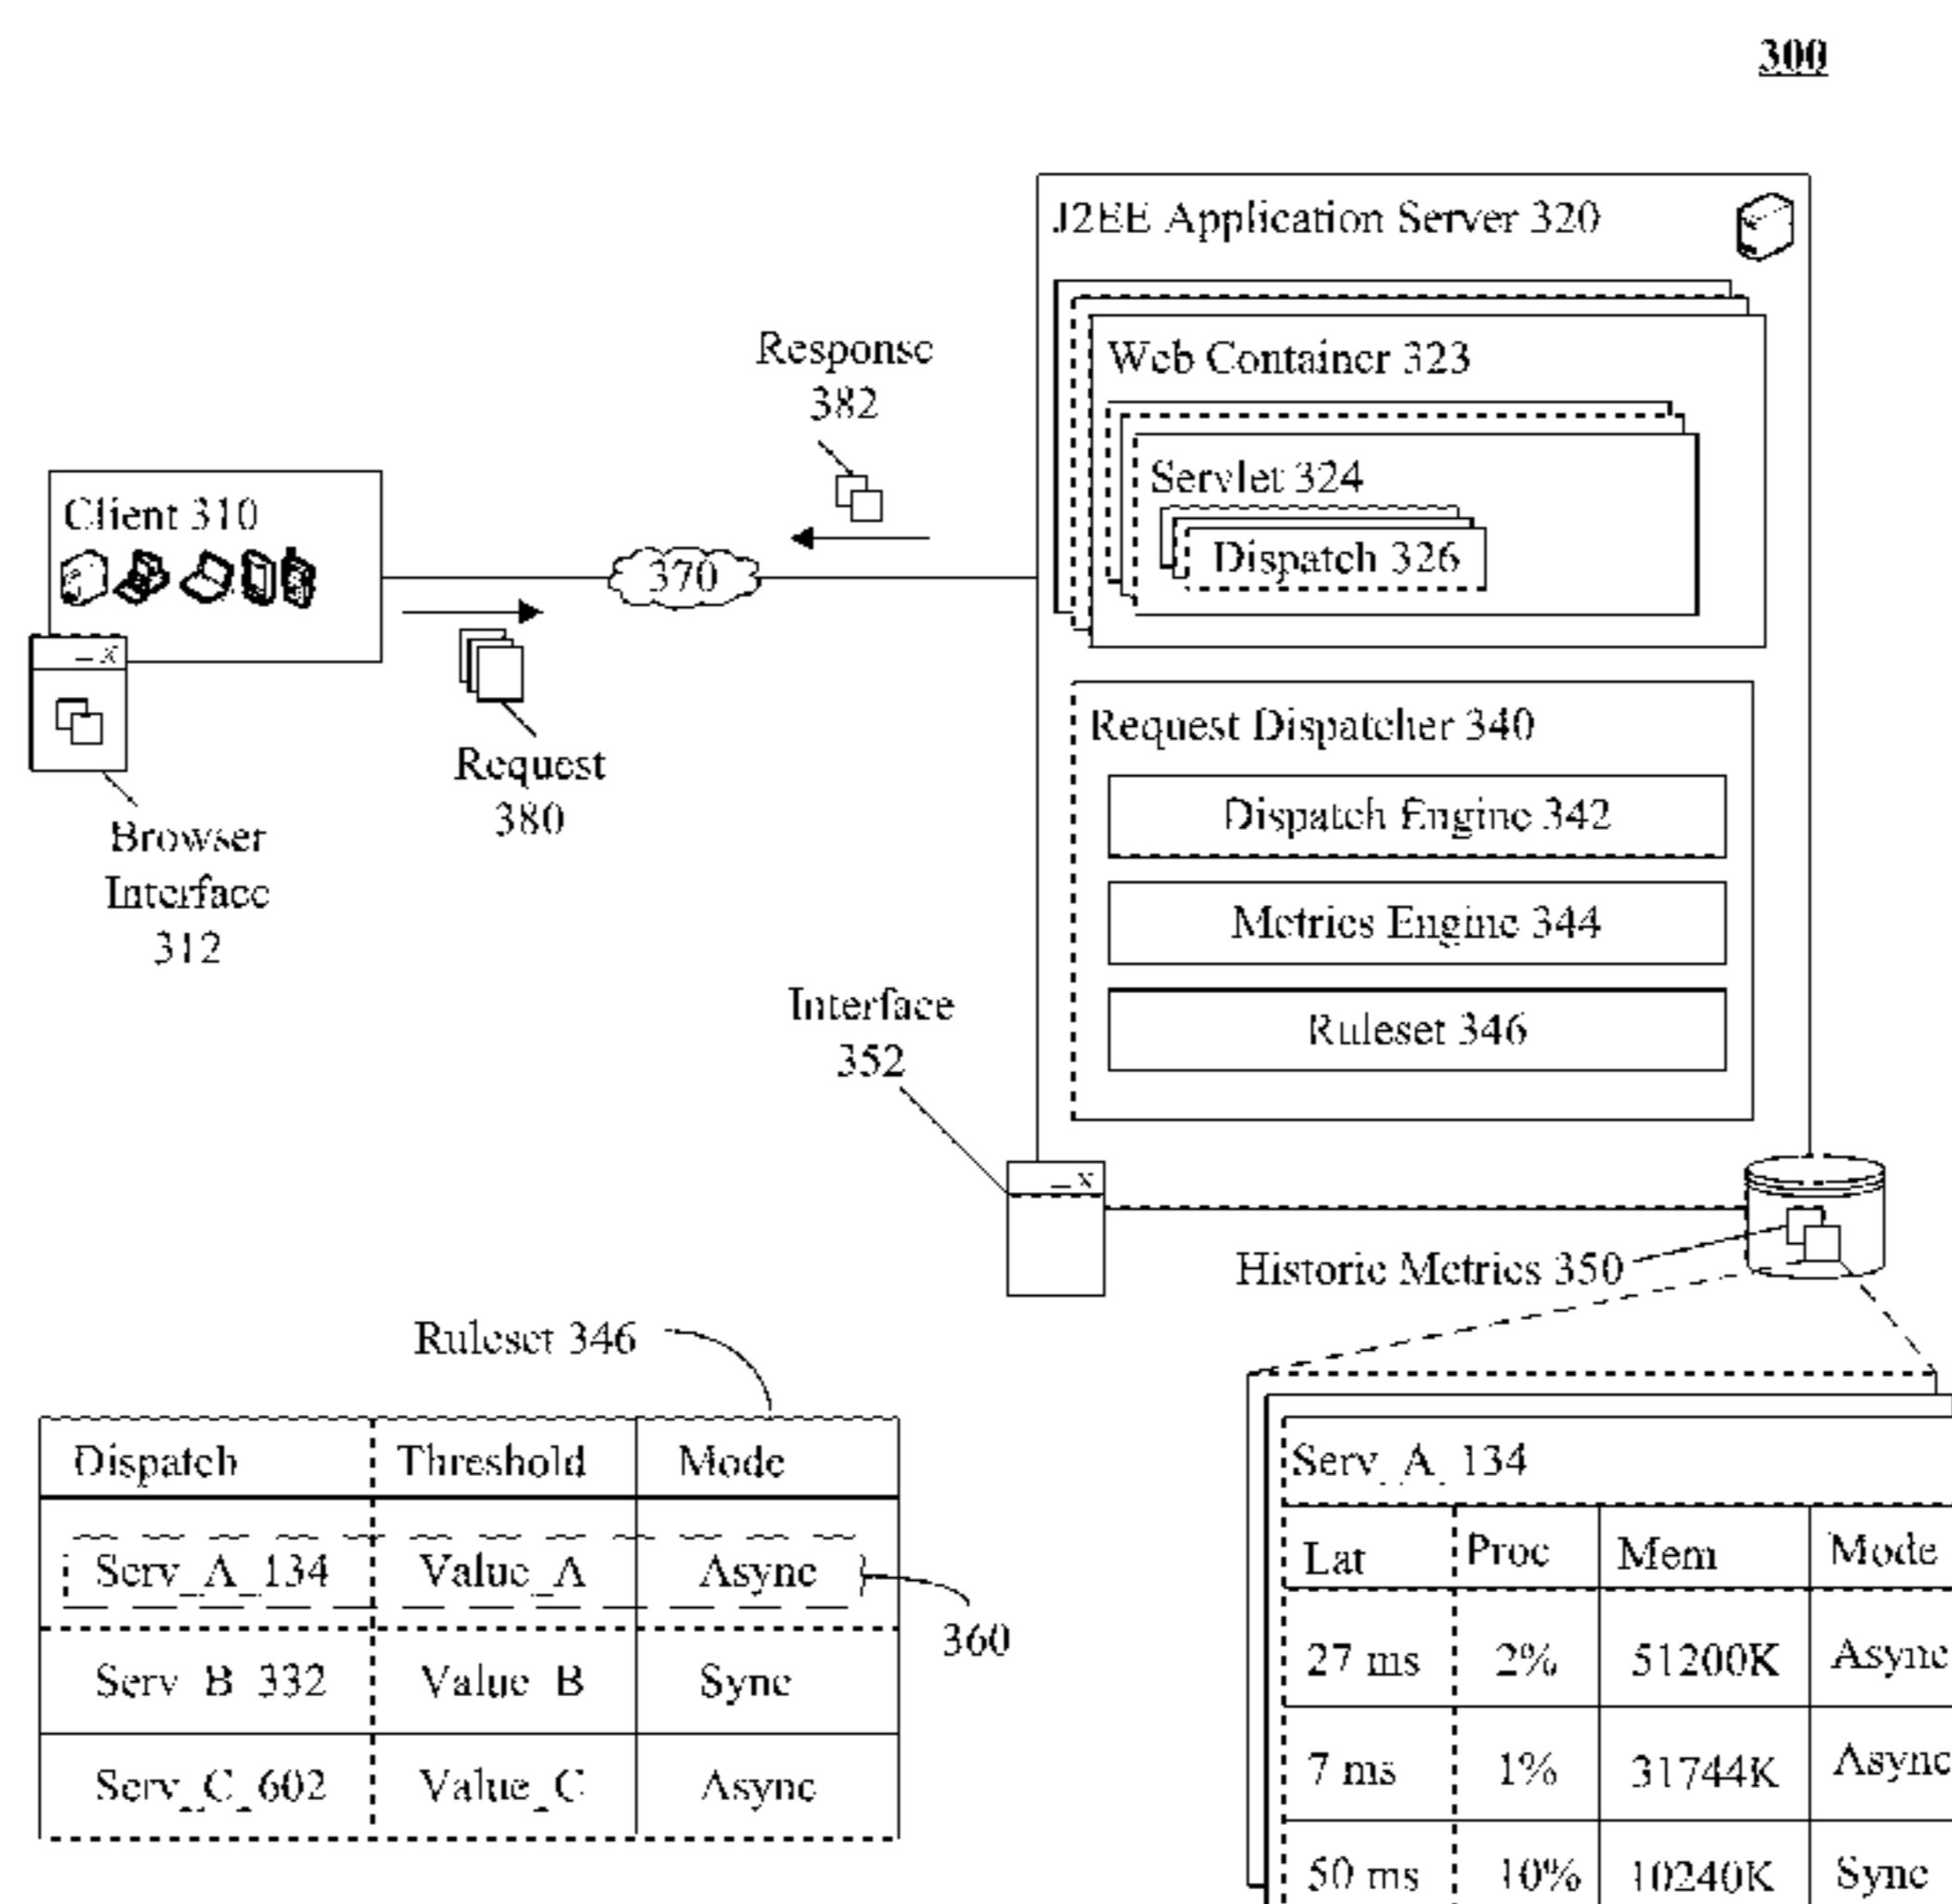 300
J2EE Application Server 320
Web Container 323
Servlet 324
Dispatch 326
Response
382
Client 310
370
_ X
Request
380
Browser
Interface
312
Request Dispatcher 340
Dispatch Engine 342
Metrics Engine 344
Ruleset 346
Interface
352
_ X
Historic Metrics 350
Ruleset 346
Dispatch Threshold Mode
Serv_A_134 Value_A Async
360
Serv_B_332 Value_B Sync
Serv_C_602 Value_C Async
Serv_A_134
Lat Proc Mem Mode
27 ms 2% 51200K Async
7 ms 1% 31744K Async
50 ms 10% 10240K Sync